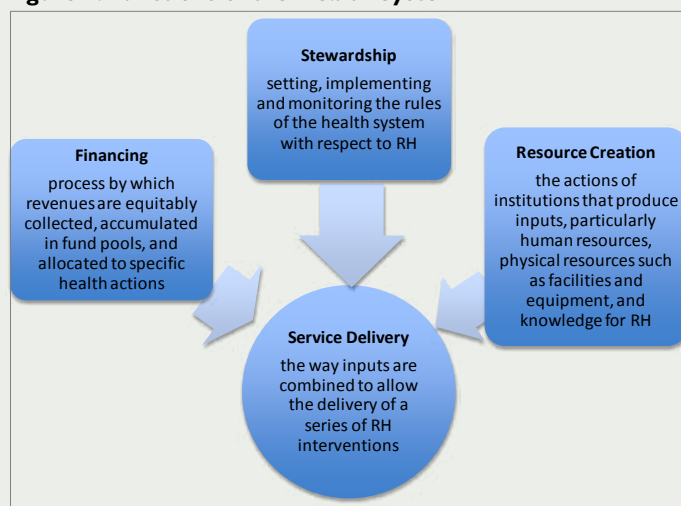 Stewardship
setting, implementing
and monitoring the rules
of the health system
with respect to RH
Financing
process by which
revenues are equitably
collected, accumulated
in fund pools, and
allocated to specific
health actions
Resource Creation
the actions of
institutions that produce
inputs, particularly
human resources,
physical resources such
as facilities and
equipment, and
knowledge for RH
Service Delivery
the way inputs are
combined to allow
the delivery of a
series of RH
interventions